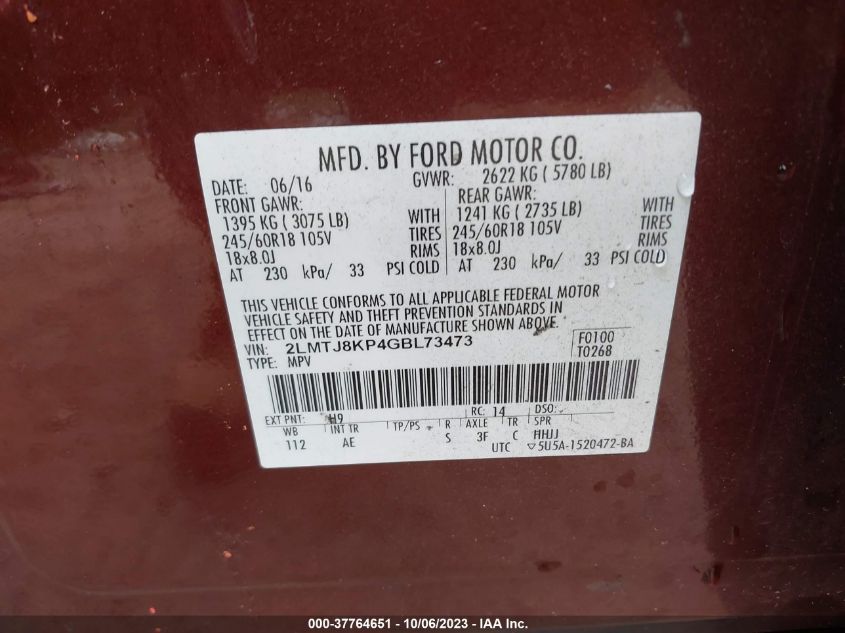 MFD. BY FORD MOTOR CO.
DATE: 06/16 GVWR: 2622 KG ( 5780 LB)
FRONT GAWR: REAR GAWR:
1395 KG ( 3075 LB) WITH 1241 KG ( 2735 LB) WITH
245/60R18 105V TIRES 245/60R18 105V TIRES
18x8.0J RIMS 18x8.0J RIMS
AT 230 kPa/ 33 PSI COLD AT 230 kPa/ 33 PSI COLD
THIS VEHICLE CONFORMS TO ALL APPLICABLE FEDERAL MOTOR
VEHICLE SAFETY AND THEFT PREVENTION STANDARDS IN
EFFECT ON THE DATE OF MANUFACTURE SHOWN ABOVE.
VIN: 2LMTJ8KP4GBL73473 F0100
TYPE: MPV T0268
EXT PNT: H9 RC: 14 DSO:
WB INT TR TP/PS R AXLE TR SPR
112 AE S 3F C HHJJ
UTC ▽5U5A-1520472-BA
000-37764651 - 10/06/2023 - IAA Inc.